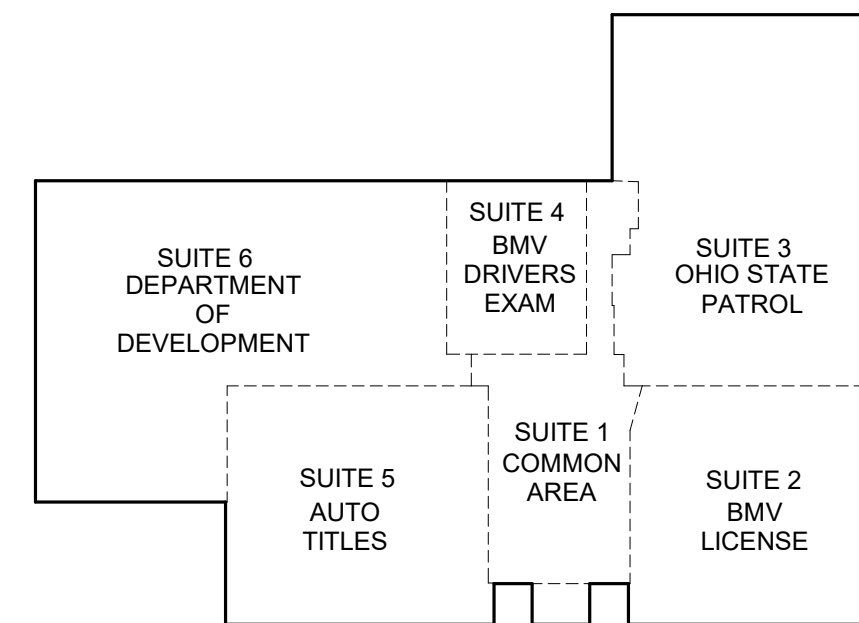 SUITE 4
BMV
DRIVERS
EXAM
SUITE 3
OHIO STATE
PATROL
SUITE 6
DEPARTMENT
OF
DEVELOPMENT
SUITE 1
COMMON
AREA
SUITE 5
AUTO
TITLES
SUITE 2
BMV
LICENSE